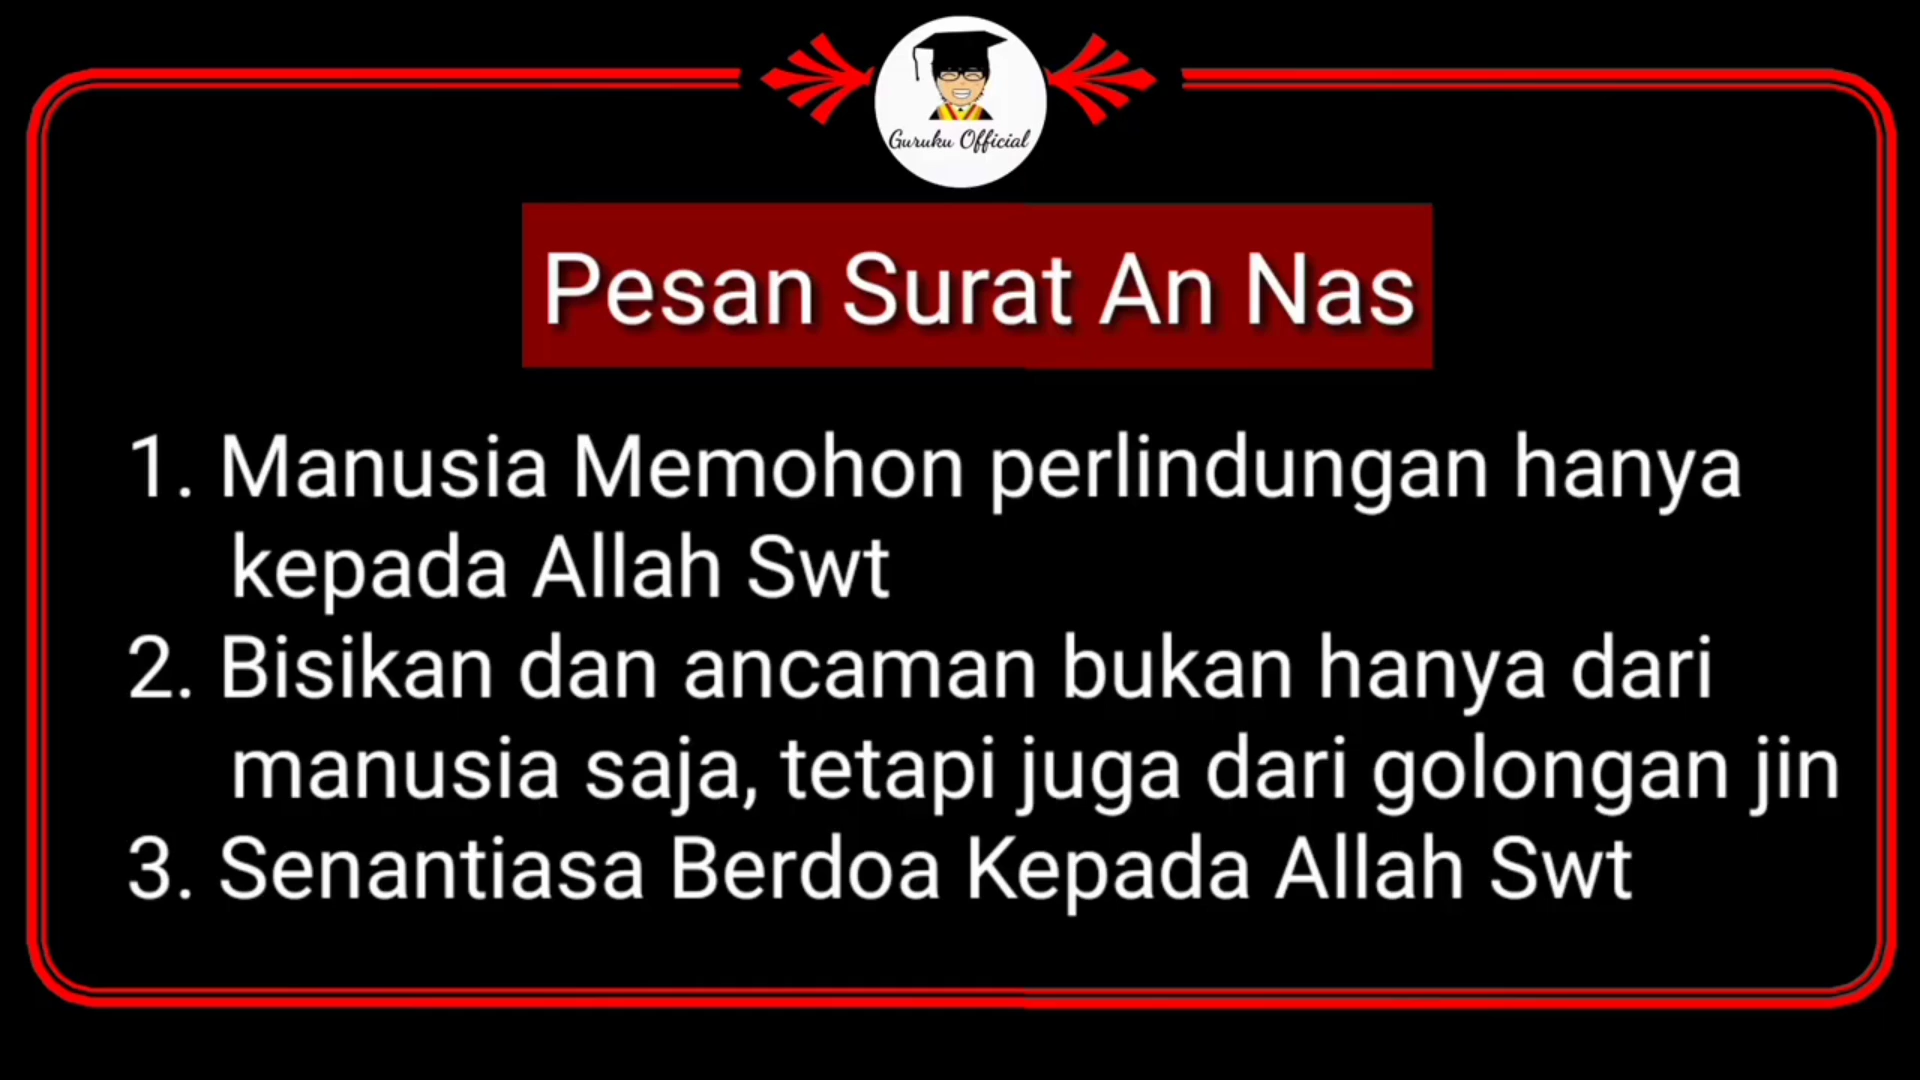 Guruku Official
Pesan Surat An Nas
1. Manusia Memohon perlindungan hanya
kepada Allah Swt
2. Bisikan dan ancaman bukan hanya dari
manusia saja, tetapi juga dari golongan jin
3. Senantiasa Berdoa Kepada Allah Swt